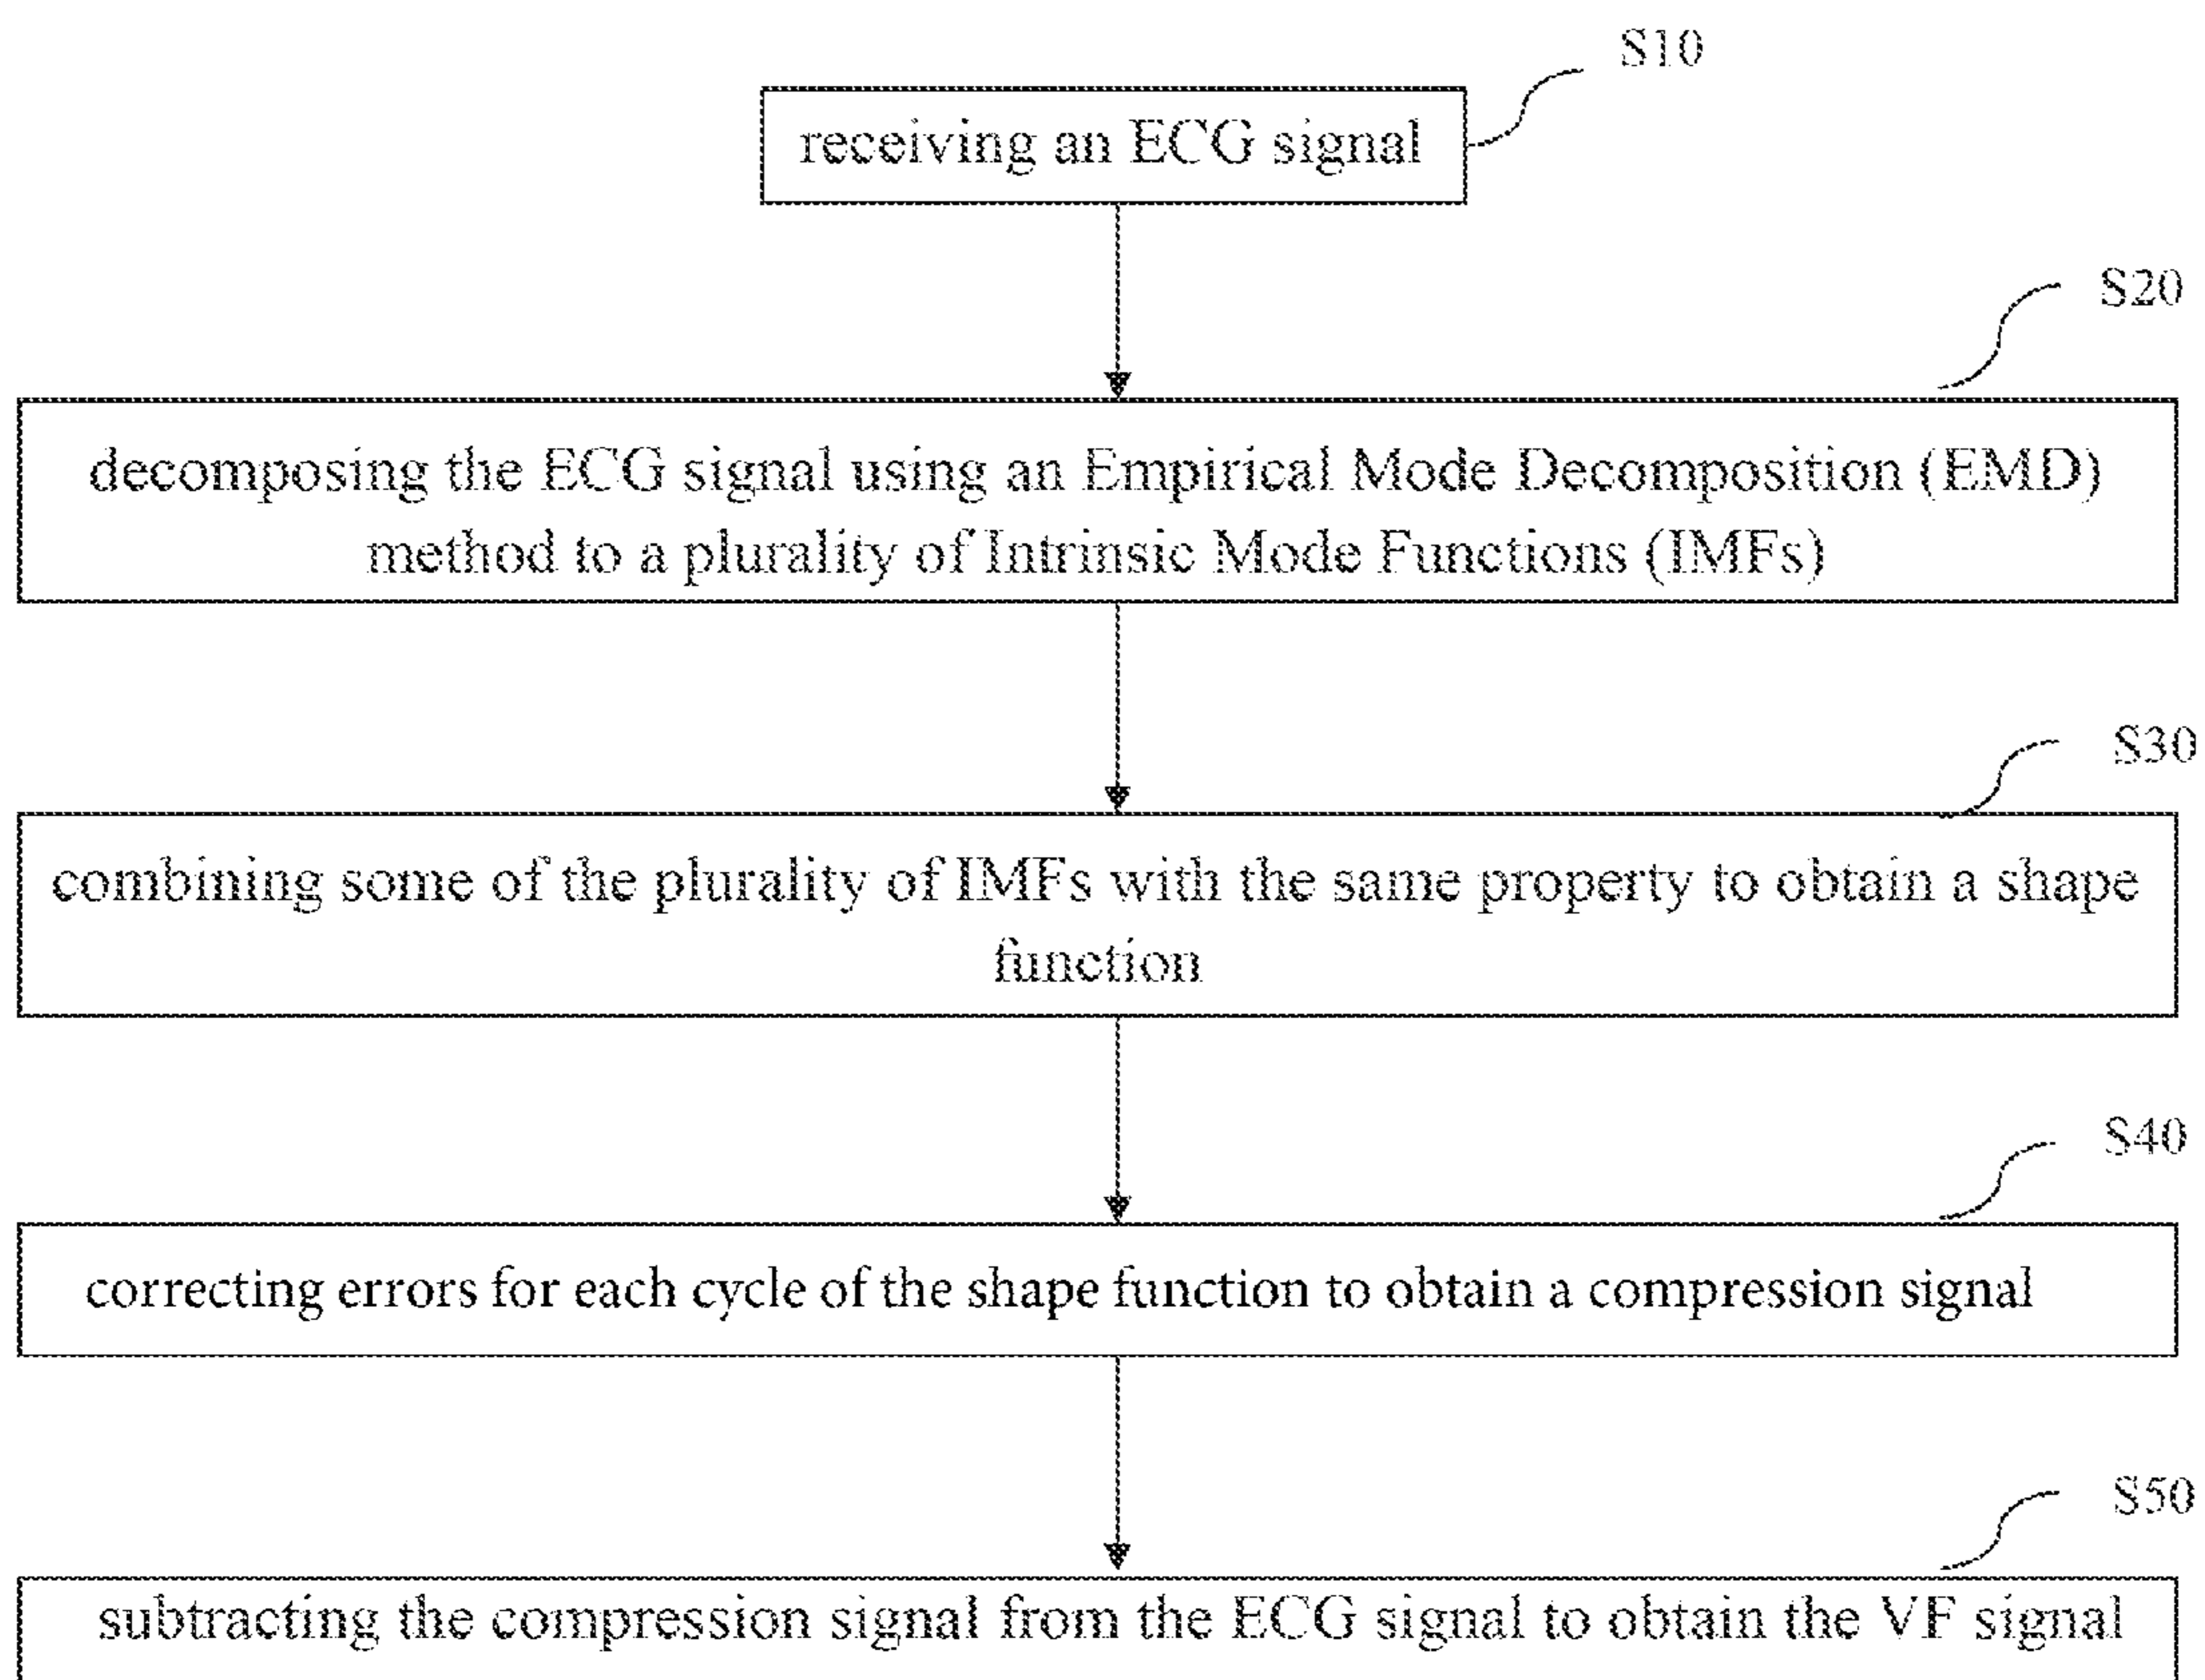 S10
receiving an ECG signal
S20
decomposing the ECG signal using an Empirical Mode Decomposition (EMD)
method to a plurality of Intrinsic Mode Functions (IMFs)
S30
combining some of the plurality of IMFs with the same property to obtain a shape
function
S40
correcting errors for each cycle of the shape function to obtain a compression signal
S50
subtracting the compression signal from the ECG signal to obtain the VF signal